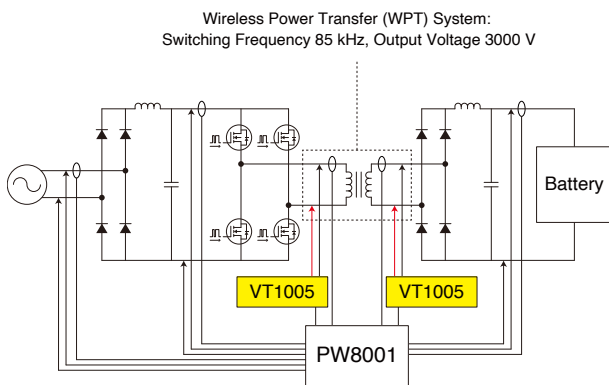 Wireless Power Transfer (WPT) System:
Switching Frequency 85 kHz, Output Voltage 3000 V
Battery
VT1005
VT1005
PW8001